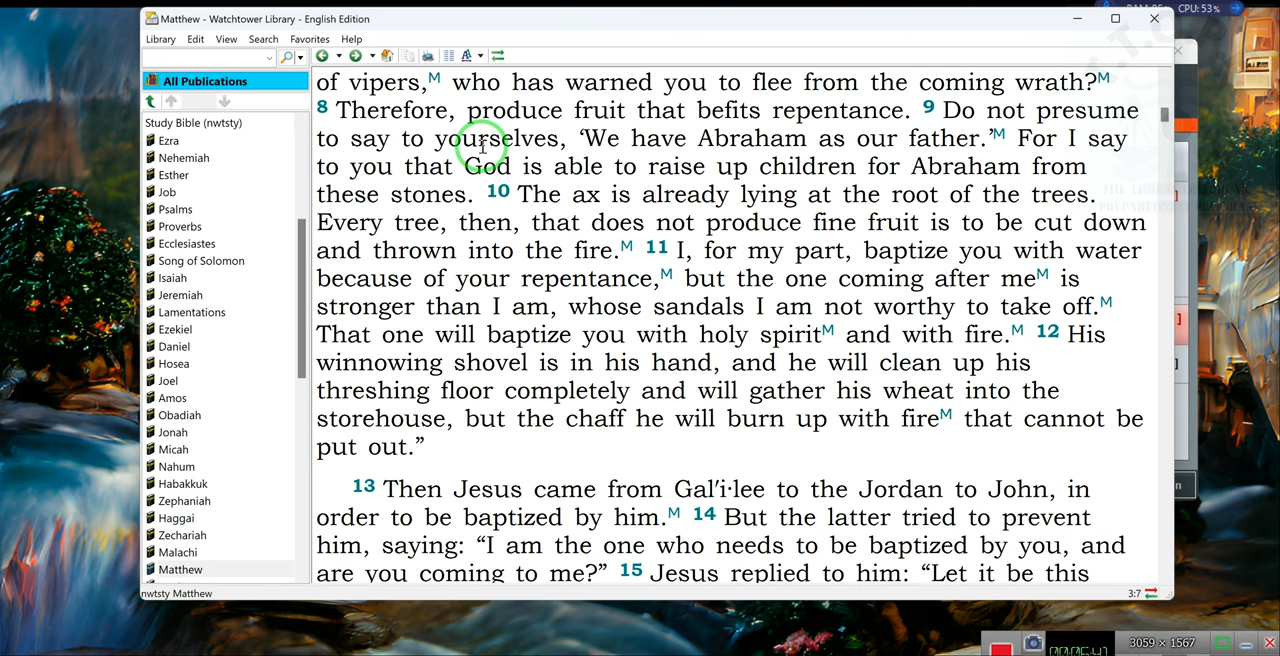 RAM: 85 CPU: 53%
Matthew - Watchtower Library - English Edition
Library Edit View Search Favorites Help
All Publications
Study Bible (nwtsty)
Ezra
Nehemiah
Esther
Job
Psalms
Proverbs
Ecclesiastes
Song of Solomon
Isaiah
Jeremiah
Lamentations
Ezekiel
Daniel
Hosea
Joel
Amos
Obadiah
Jonah
Micah
Nahum
Habakkuk
Zephaniah
Haggai
Zechariah
Malachi
Matthew
of vipers,M who has warned you to flee from the coming wrath?M
8 Therefore, produce fruit that befits repentance. 9 Do not presume
to say to yourselves, ‘We have Abraham as our father.’M For I say
to you that God is able to raise up children for Abraham from
these stones. 10 The ax is already lying at the root of the trees.
Every tree, then, that does not produce fine fruit is to be cut down
and thrown into the fire.M 11 I, for my part, baptize you with water
because of your repentance,M but the one coming after meM is
stronger than I am, whose sandals I am not worthy to take off.M
That one will baptize you with holy spiritM and with fire.M 12 His
winnowing shovel is in his hand, and he will clean up his
threshing floor completely and will gather his wheat into the
storehouse, but the chaff he will burn up with fireM that cannot be
put out.”
13 Then Jesus came from Gal′i·lee to the Jordan to John, in
order to be baptized by him.M 14 But the latter tried to prevent
him, saying: “I am the one who needs to be baptized by you, and
are you coming to me?” 15 Jesus replied to him: “Let it be this
nwtsty Matthew
3:7
3059 × 1567